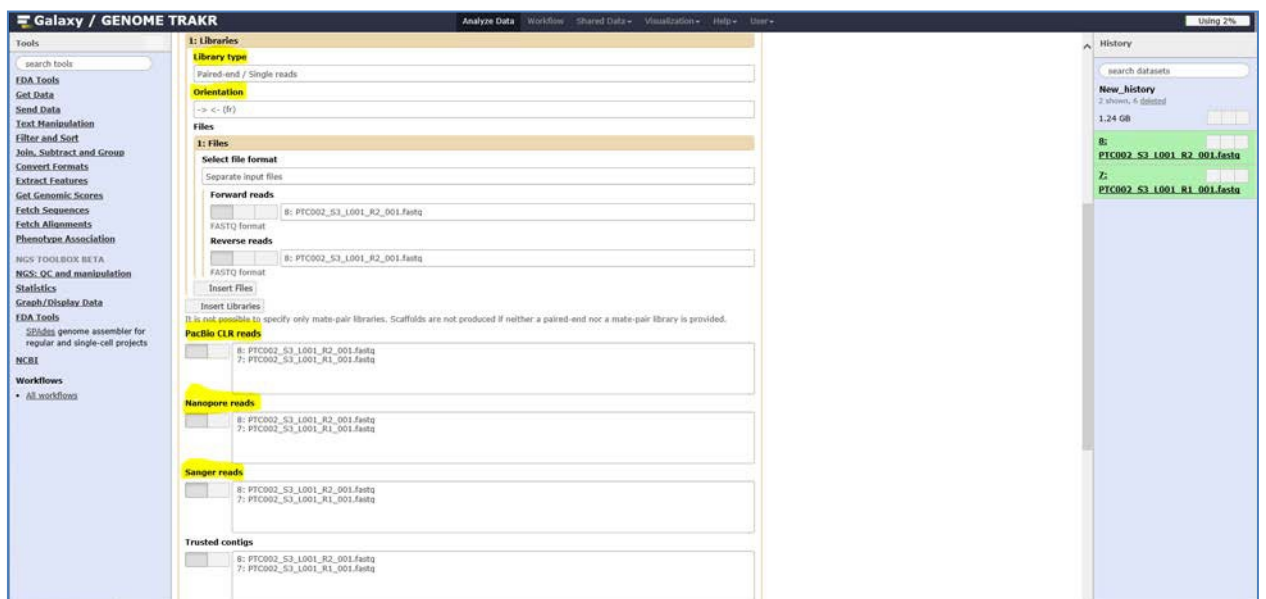 Galaxy / GENOME TRAKR
Analyze Data Workflow Shared Data Visualization Help User
Using 2%
Tools
search tools
FDA Tools
Get Data
Send Data
Text Manipulation
Filter and Sort
Join, Subtract and Group
Convert Formats
Extract Features
Get Genomic Scores
Fetch Sequences
Fetch Alignments
Phenotype Association
NGS TOOLBOX BETA
NGS: QC and manipulation
Statistics
Graph/Display Data
FDA Tools
SPAdes genome assembler for
regular and single-cell projects
NCBI
Workflows
• All workflows
1: Libraries
Library type
Paired-end / Single reads
Orientation
-> <- (fr)
Files
1: Files
Select file format
Separate input files
Forward reads
8: PTC002_S3_L001_R2_001.fastq
FASTQ format
Reverse reads
8: PTC002_S3_L001_R2_001.fastq
FASTQ format
Insert Files
Insert Libraries
It is not possible to specify only mate-pair libraries. Scaffolds are not produced if neither a paired-end nor a mate-pair library is provided.
PacBio CLR reads
8: PTC002_S3_L001_R2_001.fastq
7: PTC002_S3_L001_R1_001.fastq
Nanopore reads
8: PTC002_S3_L001_R2_001.fastq
7: PTC002_S3_L001_R1_001.fastq
Sanger reads
8: PTC002_S3_L001_R2_001.fastq
7: PTC002_S3_L001_R1_001.fastq
Trusted contigs
8: PTC002_S3_L001_R2_001.fastq
7: PTC002_S3_L001_R1_001.fastq
History
search datasets
New_history
2 shown, 6 deleted
1.24 GB
8:
PTC002_S3_L001_R2_001.fastq
7:
PTC002_S3_L001_R1_001.fastq